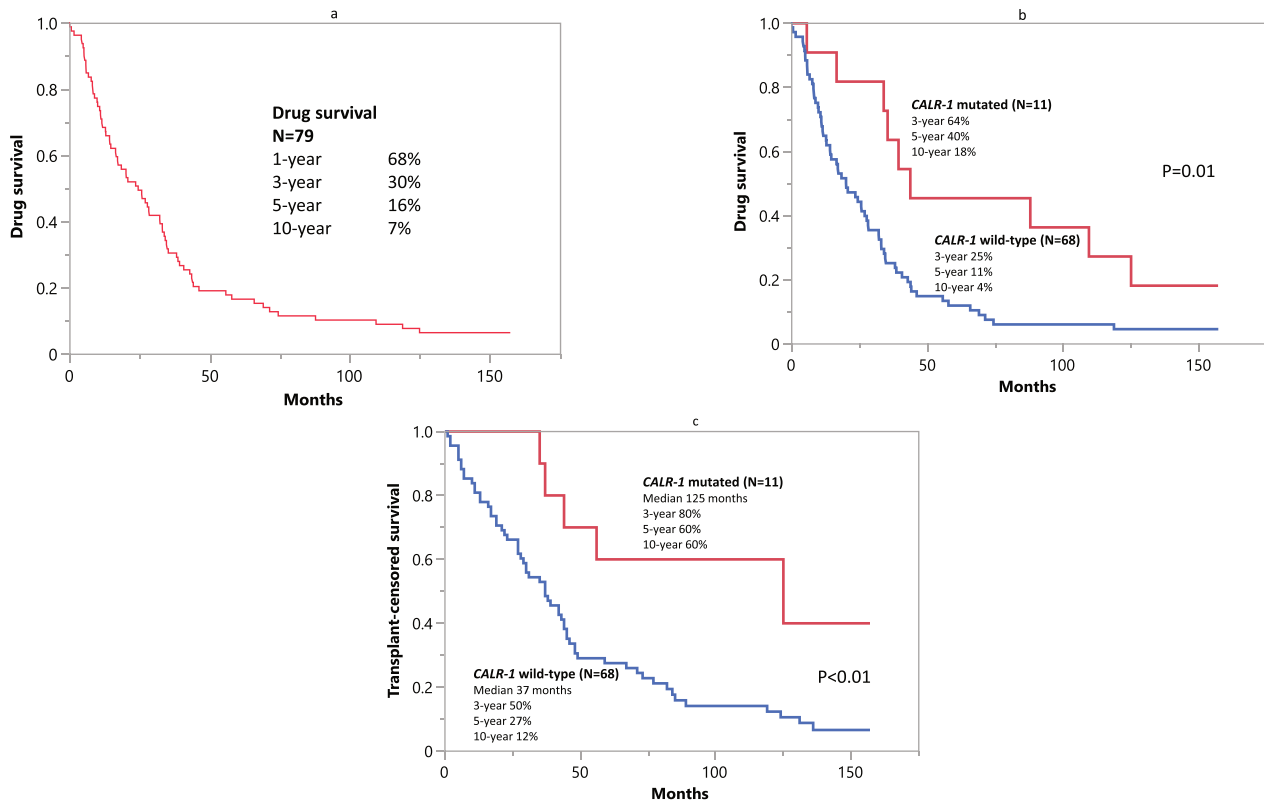 a
1.0
0.8
0.6
0.4
0.2
0
0
50
100
150
Drug survival
Months
Drug survival
N=79
1-year 68%
3-year 30%
5-year 16%
10-year 7%
b
1.0
0.8
0.6
0.4
0.2
0
0
50
100
150
Drug survival
Months
CALR-1 mutated (N=11)
3-year 64%
5-year 40%
10-year 18%
P=0.01
CALR-1 wild-type (N=68)
3-year 25%
5-year 11%
10-year 4%
c
1.0
0.8
0.6
0.4
0.2
0
0
50
100
150
Transplant-censored survival
Months
CALR-1 mutated (N=11)
Median 125 months
3-year 80%
5-year 60%
10-year 60%
P<0.01
CALR-1 wild-type (N=68)
Median 37 months
3-year 50%
5-year 27%
10-year 12%